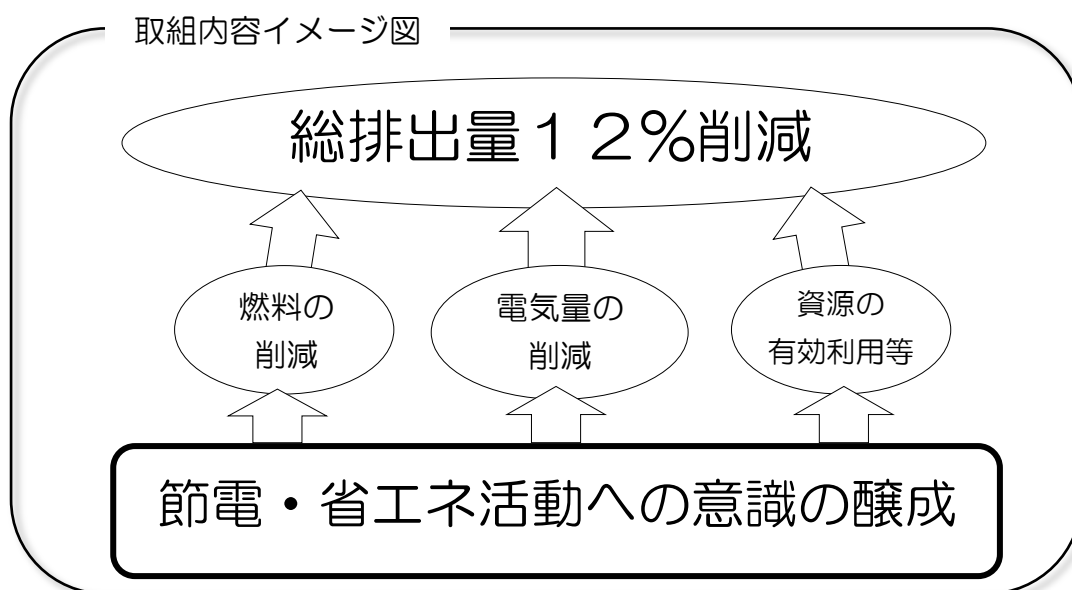 取組内容イメージ図
総排出量１２％削減
燃料の
削減
電気量の
削減
資源の
有効利用等
節電・省エネ活動への意識の醸成